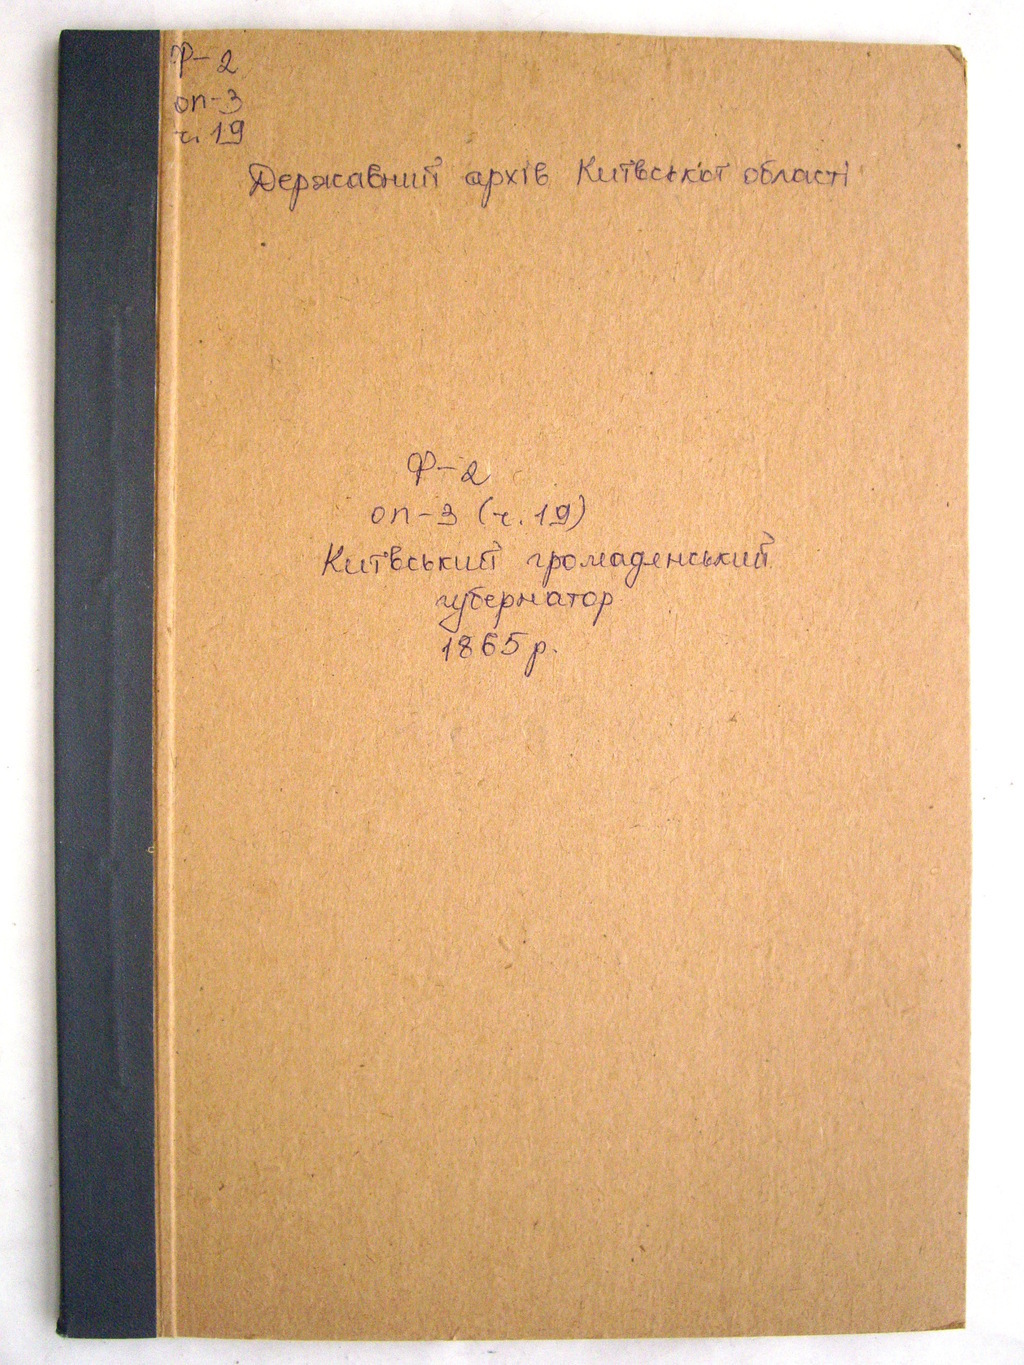 Ф-2
оп-3
ч. 19
Державний архів Київської області
Ф-2
оп-3 (ч. 19)
Київський громадянський
губернатор
1865 р.